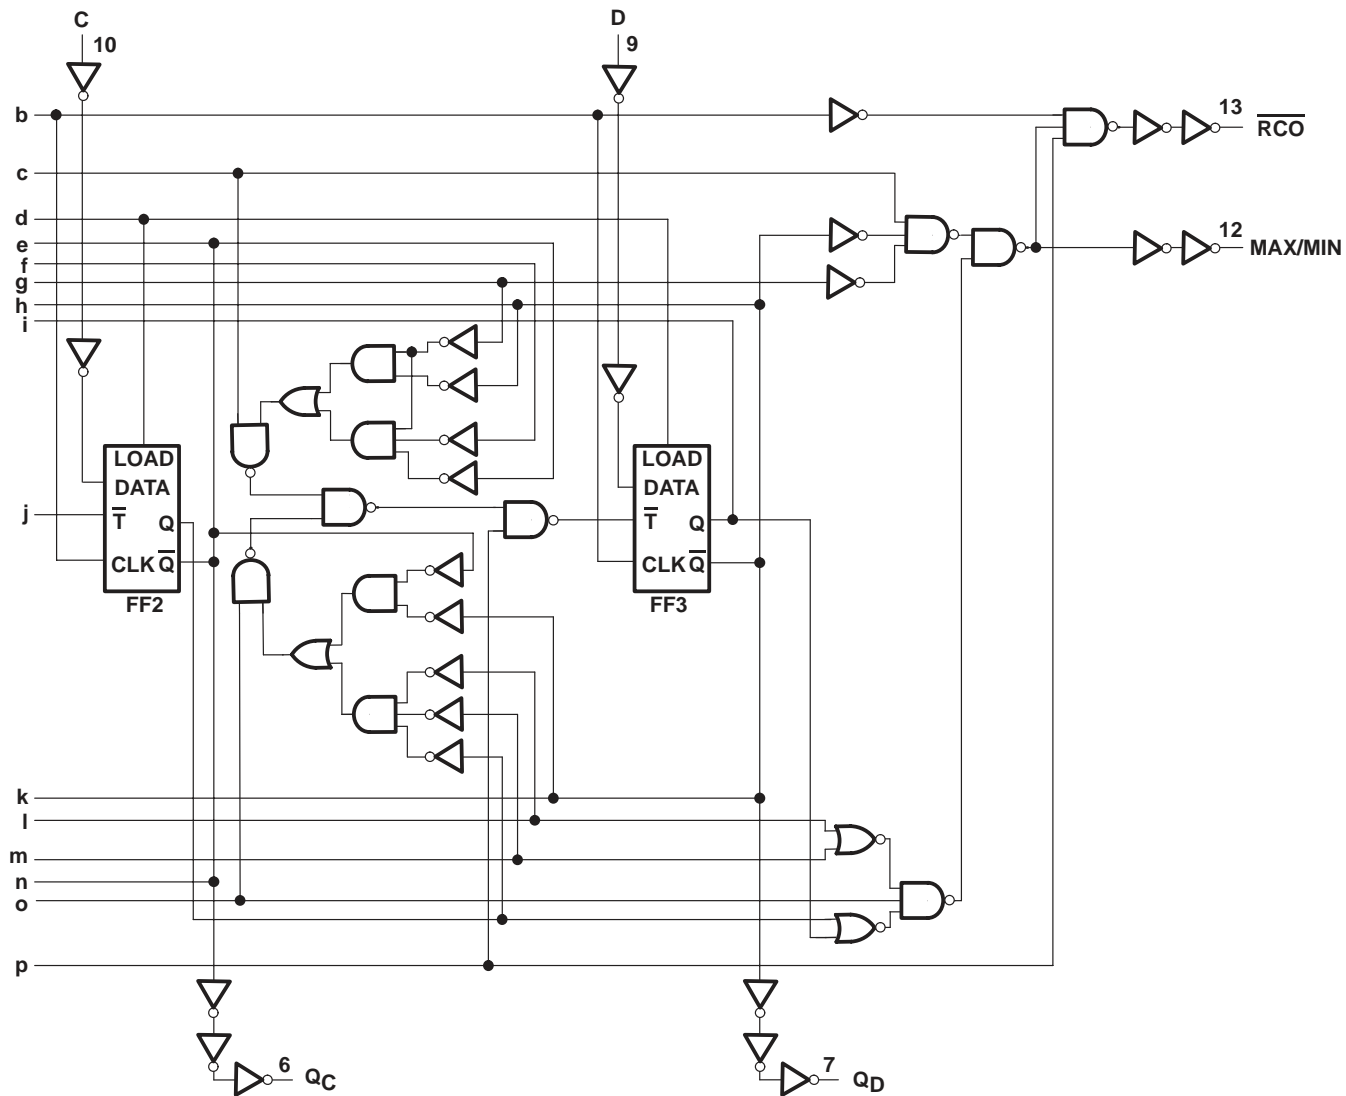 C
10
D
9
b
13
RCO
c
d
e
12
MAX/MIN
f
g
h
i
LOAD
DATA
T
Q
CLK
Q
FF2
LOAD
DATA
T
Q
CLK
Q
FF3
j
k
l
m
n
o
p
6
QC
7
QD